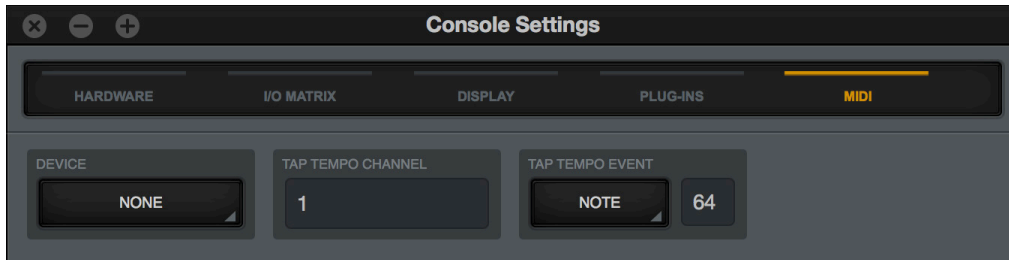 Console Settings
HARDWARE I/O MATRIX DISPLAY PLUG-INS MIDI
DEVICE TAP TEMPO CHANNEL TAP TEMPO EVENT
NONE 1 NOTE 64